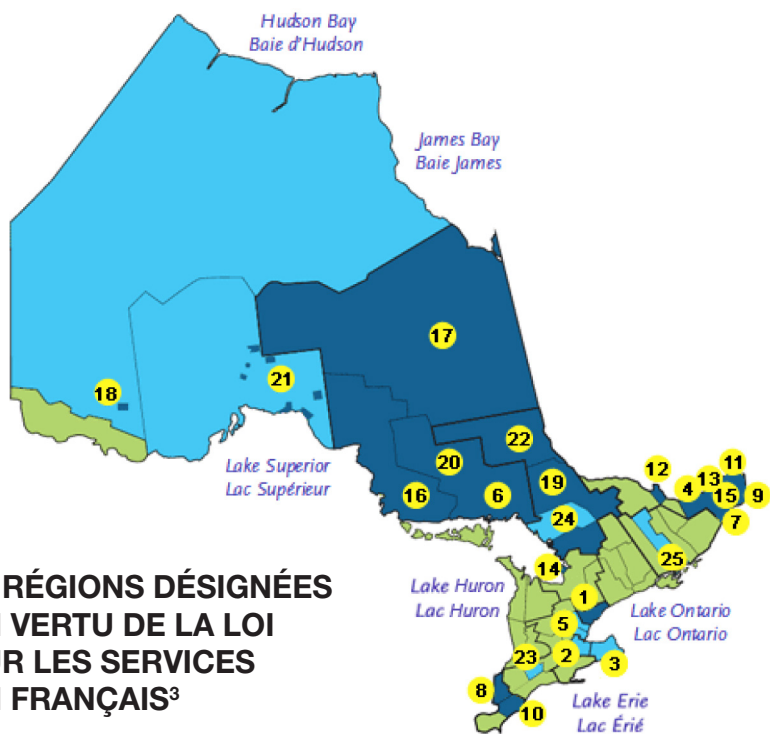 Hudson Bay
Baie d'Hudson
James Bay
Baie James
17
18
21
22
11
12
13
20
4
15
9
19
16
6
7
24
Lake Superior
Lac Supérieur
25
14
Lake Huron
Lac Huron
1
5
Lake Ontario
Lac Ontario
23
2
3
8
10
Lake Erie
Lac Érié
RÉGIONS DÉSIGNÉES
VERTU DE LA LOI
R LES SERVICES
FRANÇAIS³